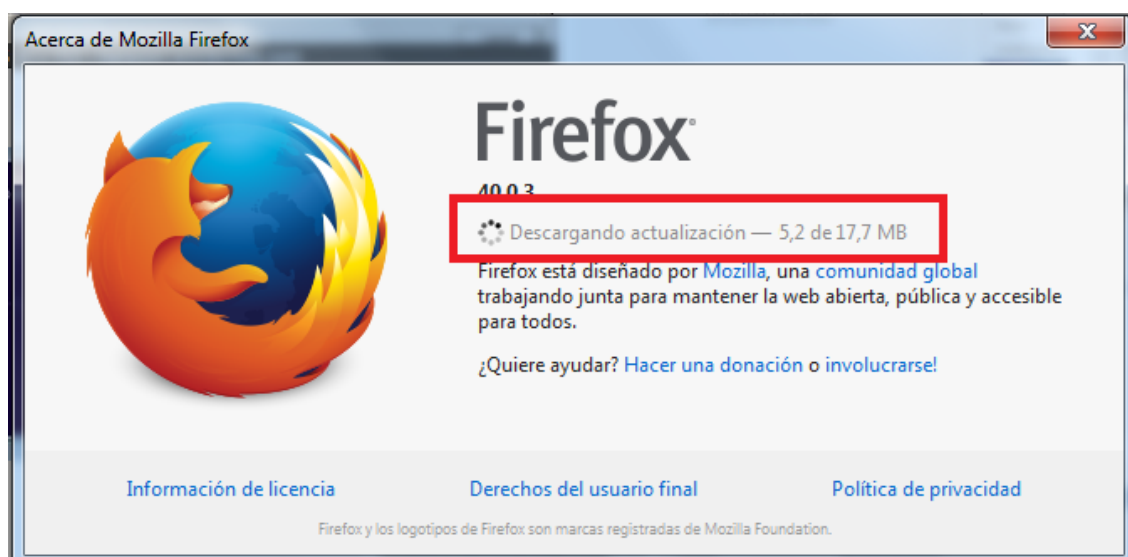 Acerca de Mozilla Firefox
Firefox
40.0.3
Descargando actualización — 5,2 de 17,7 MB
Firefox está diseñado por Mozilla, una comunidad global
trabajando junta para mantener la web abierta, pública y accesible
para todos.
¿Quiere ayudar? Hacer una donación o involucrarse!
Información de licencia
Derechos del usuario final
Política de privacidad
Firefox y los logotipos de Firefox son marcas registradas de Mozilla Foundation.